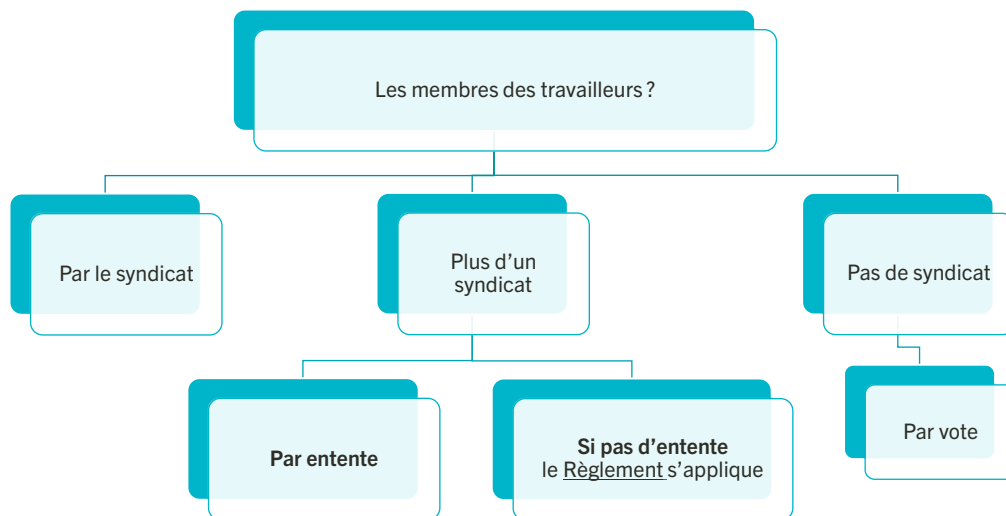 Les membres des travailleurs ?
Par le syndicat
Plus d’un
syndicat
Pas de syndicat
Par entente
Si pas d’entente
le Règlement s’applique
Par vote